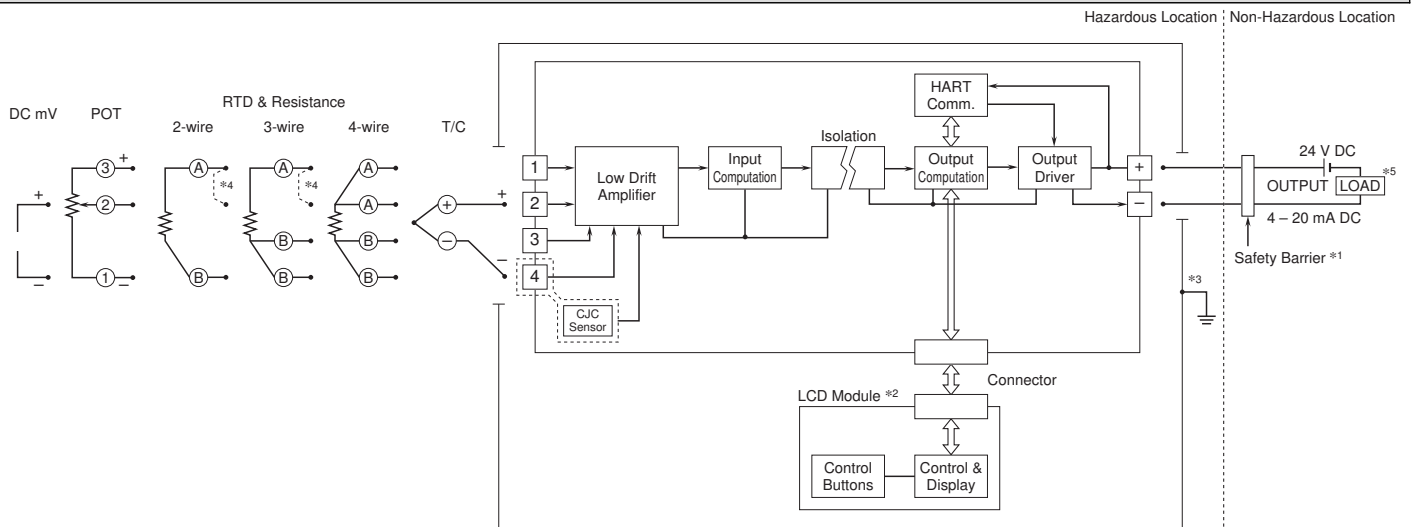 Hazardous Location
Non-Hazardous Location
DC mV
POT
RTD & Resistance
2-wire
3-wire
4-wire
T/C
+
−
3
+
2
1
−
A
*4
B
A
*4
B
B
A
A
B
B
+
−
+
−
1
2
3
4
CJC
Sensor
Low Drift
Amplifier
Input
Computation
Isolation
HART
Comm.
Output
Computation
Output
Driver
+
−
24 V DC
OUTPUT
LOAD
*5
4 – 20 mA DC
Safety Barrier *1
*3
Connector
LCD Module *2
Control
Buttons
Control &
Display